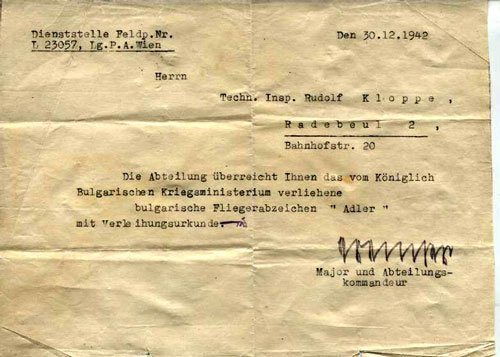 Dienststelle Feldp.Nr.
L 23057, Lg.P.A.Wien
Den 30.12.1942
Herrn
Techn. Insp. Rudolf K l o p p e ,
R a d e b e u l 2 ,
Bahnhofstr. 20
Die Abteilung überreicht Ihnen das vom Königlich
Bulgarischen Kriegsministerium verliehene
bulgarische Fliegerabzeichen " Adler "
mit Verleihungsurkunde
Major und Abteilungs-
kommandeur